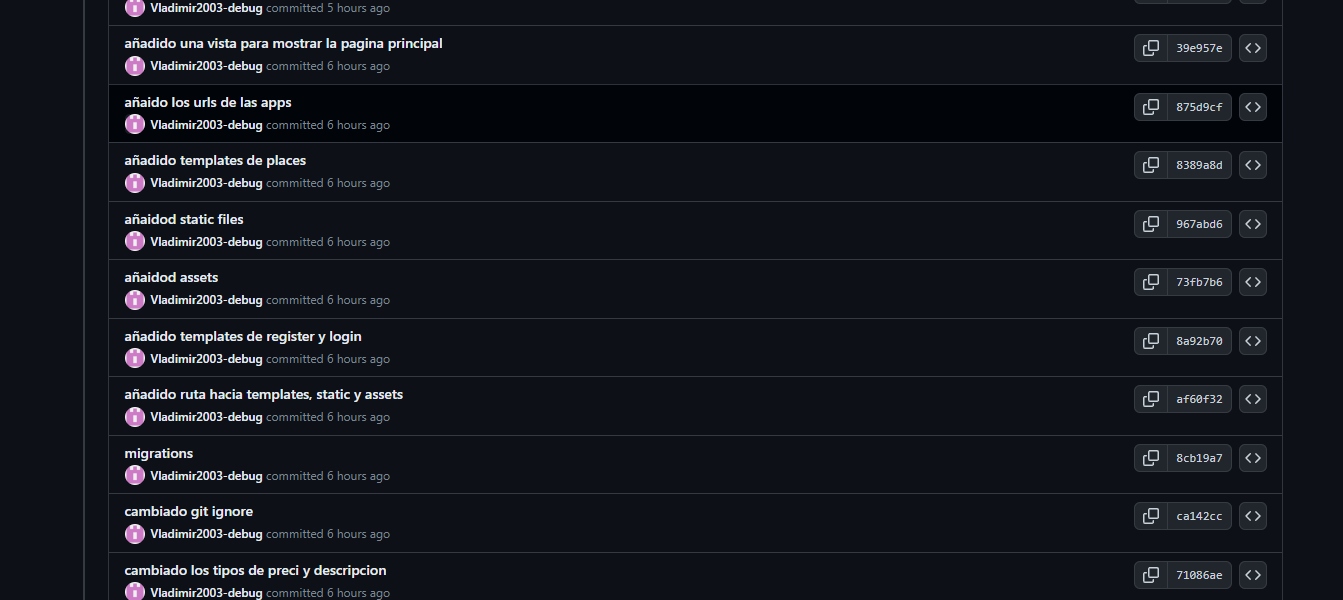 Vladimir2003-debug committed 5 hours ago
añadido una vista para mostrar la pagina principal
Vladimir2003-debug committed 6 hours ago
39e957e
añaido los urls de las apps
Vladimir2003-debug committed 6 hours ago
875d9cf
añadido templates de places
Vladimir2003-debug committed 6 hours ago
8389a8d
añaidod static files
Vladimir2003-debug committed 6 hours ago
967abd6
añaidod assets
Vladimir2003-debug committed 6 hours ago
73fb7b6
añadido templates de register y login
Vladimir2003-debug committed 6 hours ago
8a92b70
añadido ruta hacia templates, static y assets
Vladimir2003-debug committed 6 hours ago
af60f32
migrations
Vladimir2003-debug committed 6 hours ago
8cb19a7
cambiado git ignore
Vladimir2003-debug committed 6 hours ago
ca142cc
cambiado los tipos de preci y descripcion
Vladimir2003-debug committed 6 hours ago
71086ae